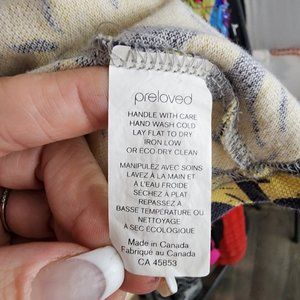 preloved
HANDLE WITH CARE
HAND WASH COLD
LAY FLAT TO DRY
IRON LOW
OR ECO-DRY CLEAN
MANIPULEZ AVEC SOINS
LAVEZ À LA MAIN ET
À L'EAU FROIDE
SÉCHEZ À PLAT
REPASSEZ À
BASSE TEMPÉRATURE OU
NETTOYAGE
À SEC ÉCOLOGIQUE
Made in Canada
Fabriqué au Canada
CA 45853